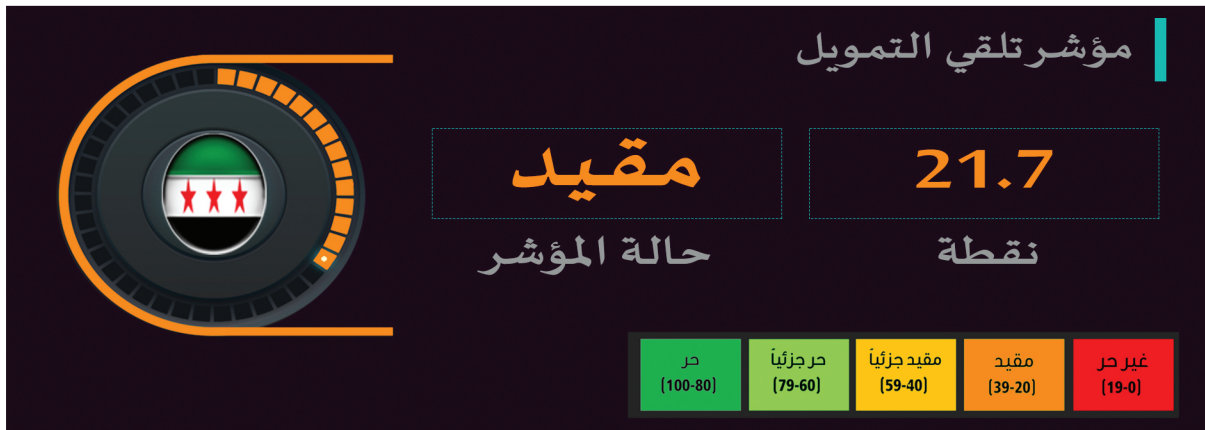 مؤشر تلقي التمويل
21.7
نقطة
مقيد
حالة المؤشر
غير حر
(19-0)
مقيد
(39-20)
مقيد جزئياً
(59-40)
حر جزئياً
(79-60)
حر
(100-80)